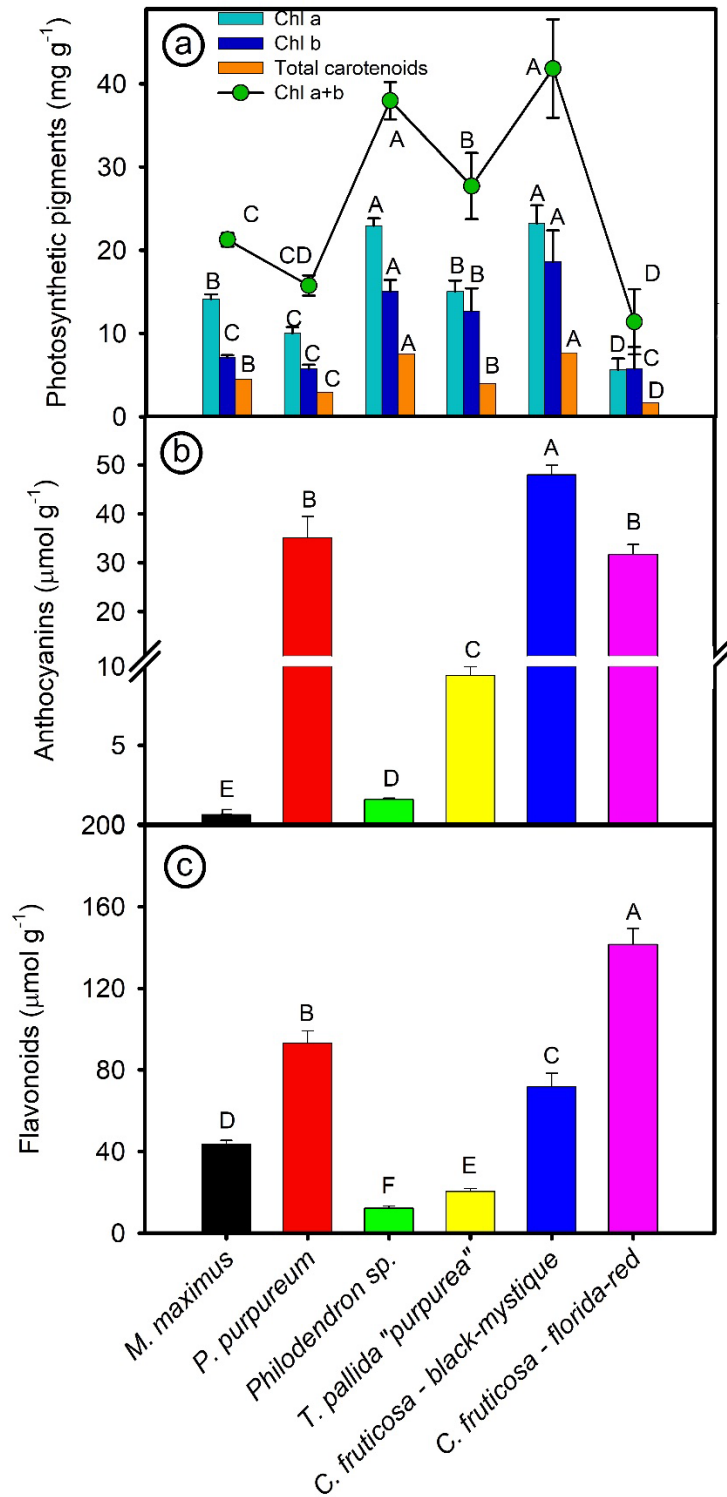 a
Chl a
Chl b
Total carotenoids
Chl a+b
Photosynthetic pigments (mg g⁻¹)
40
30
20
10
0
B
C
B
C
C
C
CD
C
A
A
A
A
B
B
B
B
A
A
A
A
D
C
D
D
b
Anthocyanins (μmol g⁻¹)
50
40
30
20
10
5
0
E
B
D
C
A
B
c
Flavonoids (μmol g⁻¹)
200
160
120
80
40
0
D
B
F
E
C
A
M. maximus
P. purpureum
Philodendron sp.
T. pallida "purpurea"
C. fruticosa - black-mystique
C. fruticosa - florida-red